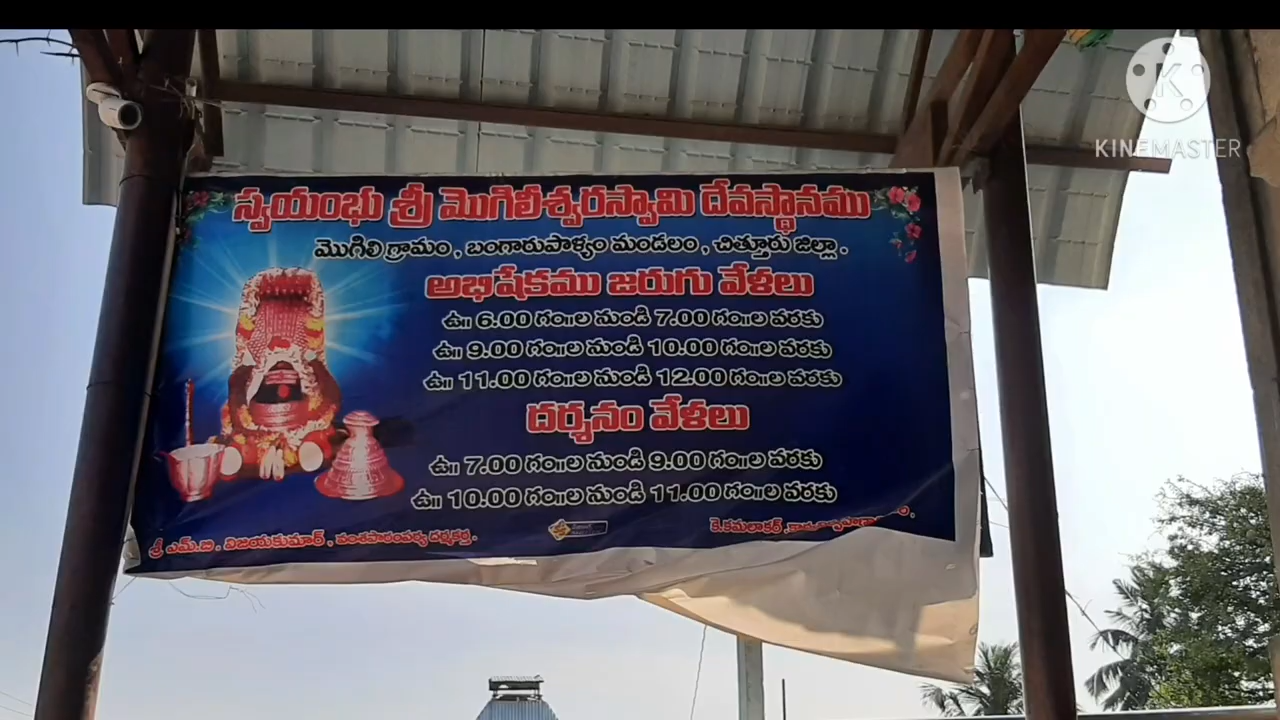 KINEMASTER
స్వయంభు శ్రీ మొగిలీశ్వరస్వామి దేవస్థానము
మొగిలి గ్రామం, బంగారుపాళ్యం మండలం, చిత్తూరు జిల్లా.
అభిషేకము జరుగు వేళలు
ఉ॥ 6.00 గం॥ల నుండి 7.00 గం॥ల వరకు
ఉ॥ 9.00 గం॥ల నుండి 10.00 గం॥ల వరకు
ఉ॥ 11.00 గం॥ల నుండి 12.00 గం॥ల వరకు
దర్శనం వేళలు
ఉ॥ 7.00 గం॥ల నుండి 9.00 గం॥ల వరకు
ఉ॥ 10.00 గం॥ల నుండి 11.00 గం॥ల వరకు
శ్రీ ఎమ్.బి. విజయకుమార్, వంశపారంపర్య ధర్మకర్త.
కె.కమలాకర్,